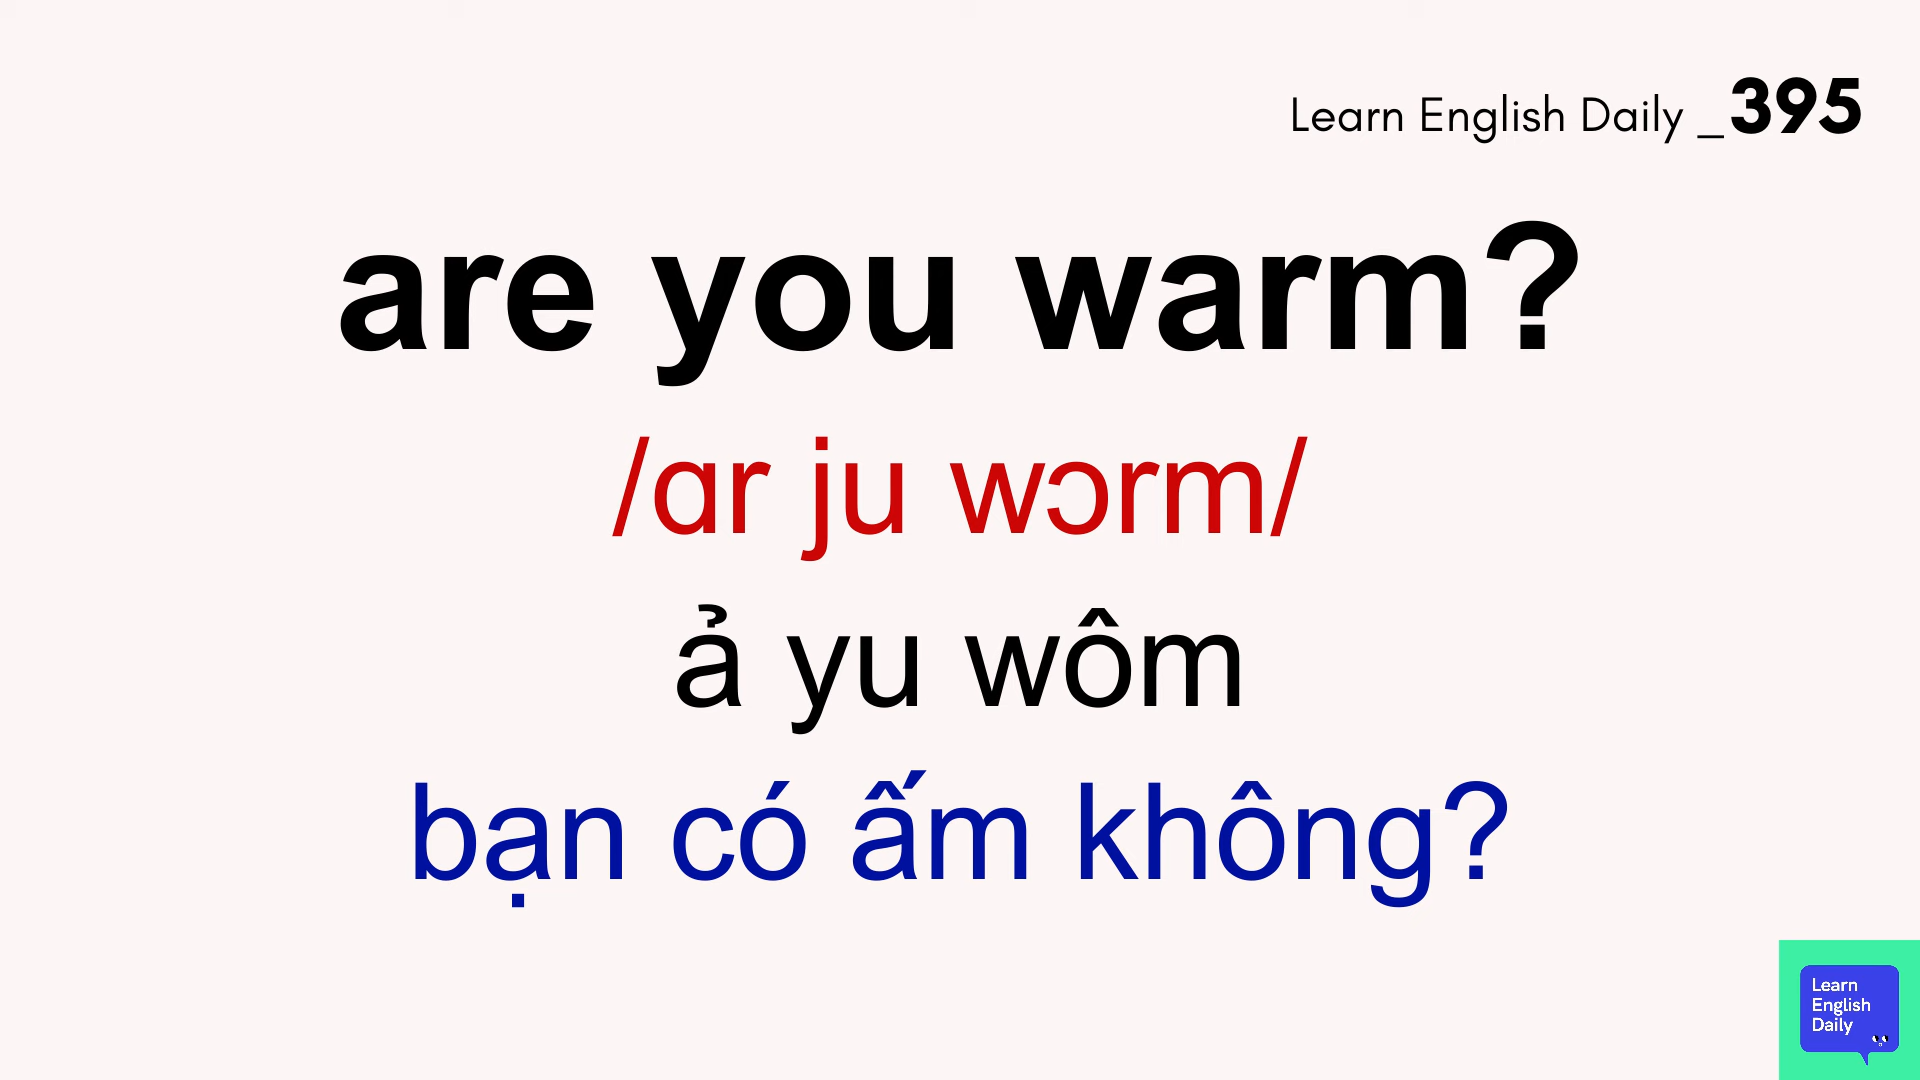 Learn English Daily _395
are you warm?
/ɑr ju wɔrm/
ả yu wôm
bạn có ấm không?
Learn
English
Daily